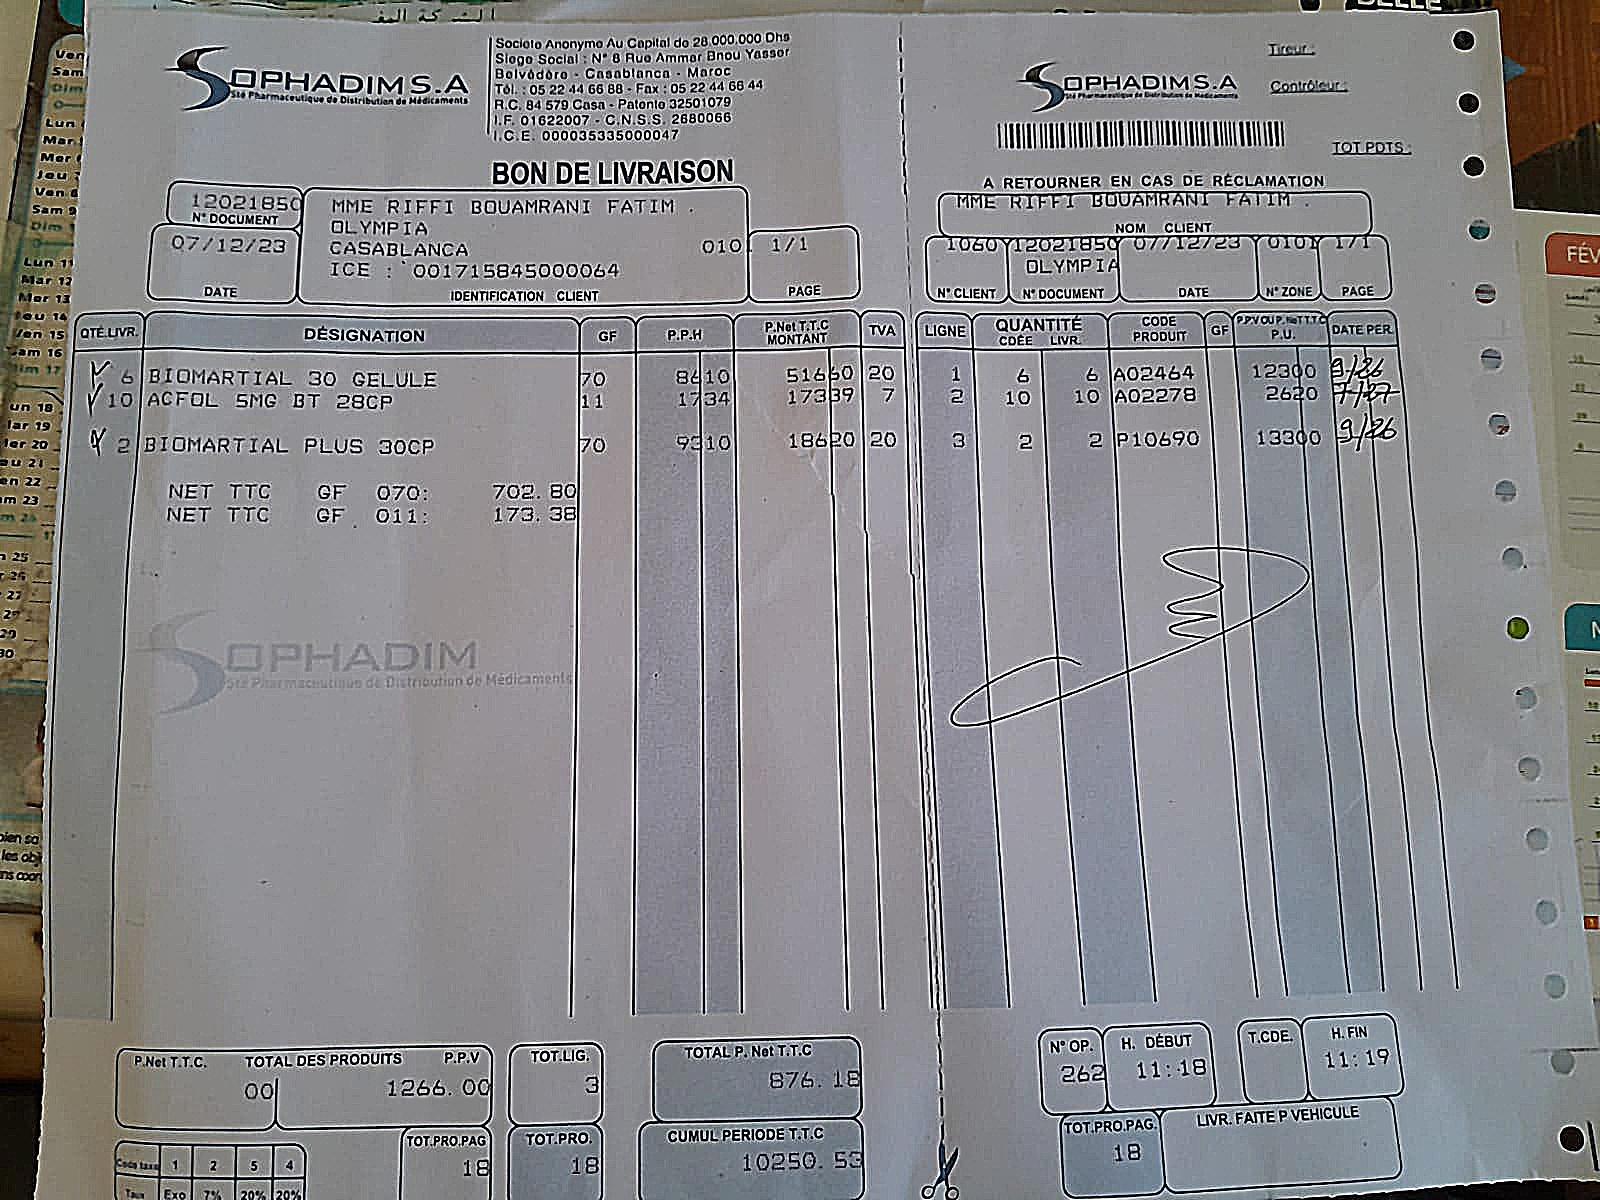 SOPHADIM S.A
Sté Pharmaceutique de Distribution de Médicaments
Société Anonyme Au Capital de 28.000.000 Dhs
Siège Social : N° 8 Rue Ammar Bnou Yasser
Belvédère - Casablanca - Maroc
Tél. : 05 22 44 66 88 - Fax : 05 22 44 66 44
R.C. 84 579 Casa - Patente 32501079
I.F. 01622007 - C.N.S.S. 2680066
I.C.E. 000035335000047
BON DE LIVRAISON
12021850
N° DOCUMENT
07/12/23
DATE
MME RIFFI BOUAMRANI FATIM .
OLYMPIA
CASABLANCA 010
ICE : 001715845000064
IDENTIFICATION CLIENT
1/1
PAGE
QTÉ.LIVR. DÉSIGNATION GF P.P.H P.Net T.T.C MONTANT TVA
6 BIOMARTIAL 30 GELULE 70 8610 51660 20
10 ACFOL 5MG BT 28CP 11 1734 17339 7
2 BIOMARTIAL PLUS 30CP 70 9310 18620 20
NET TTC GF 070: 702.80
NET TTC GF 011: 173.38
SOPHADIM
Sté Pharmaceutique de Distribution de Médicaments
P.Net T.T.C. TOTAL DES PRODUITS P.P.V
00 1266.00
TOT.LIG.
3
TOTAL P. Net T.T.C
876.18
TOT.PRO.PAG
18
TOT.PRO.
18
CUMUL PERIODE T.T.C
10250.53
Code taxe 1 2 5 4
Taux Exo 7% 20% 20%
SOPHADIM S.A
Sté Pharmaceutique de Distribution de Médicaments
Tireur :
Contrôleur :
TOT PDTS :
A RETOURNER EN CAS DE RÉCLAMATION
MME RIFFI BOUAMRANI FATIM .
NOM CLIENT
1060 12021850 07/12/23 0101 1/1
OLYMPIA
N° CLIENT N° DOCUMENT DATE N° ZONE PAGE
LIGNE QUANTITÉ CDÉE LIVR. CODE PRODUIT GF P.PV OU P.Net T.T.C P.U. DATE PER.
1 6 6 A02464 12300 9/26
2 10 10 A02278 2620 7/27
3 2 2 P10690 13300 9/26
N° OP.
262
H. DÉBUT
11:18
T.CDE.
H. FIN
11:19
TOT.PRO.PAG.
18
LIVR. FAITE P VEHICULE